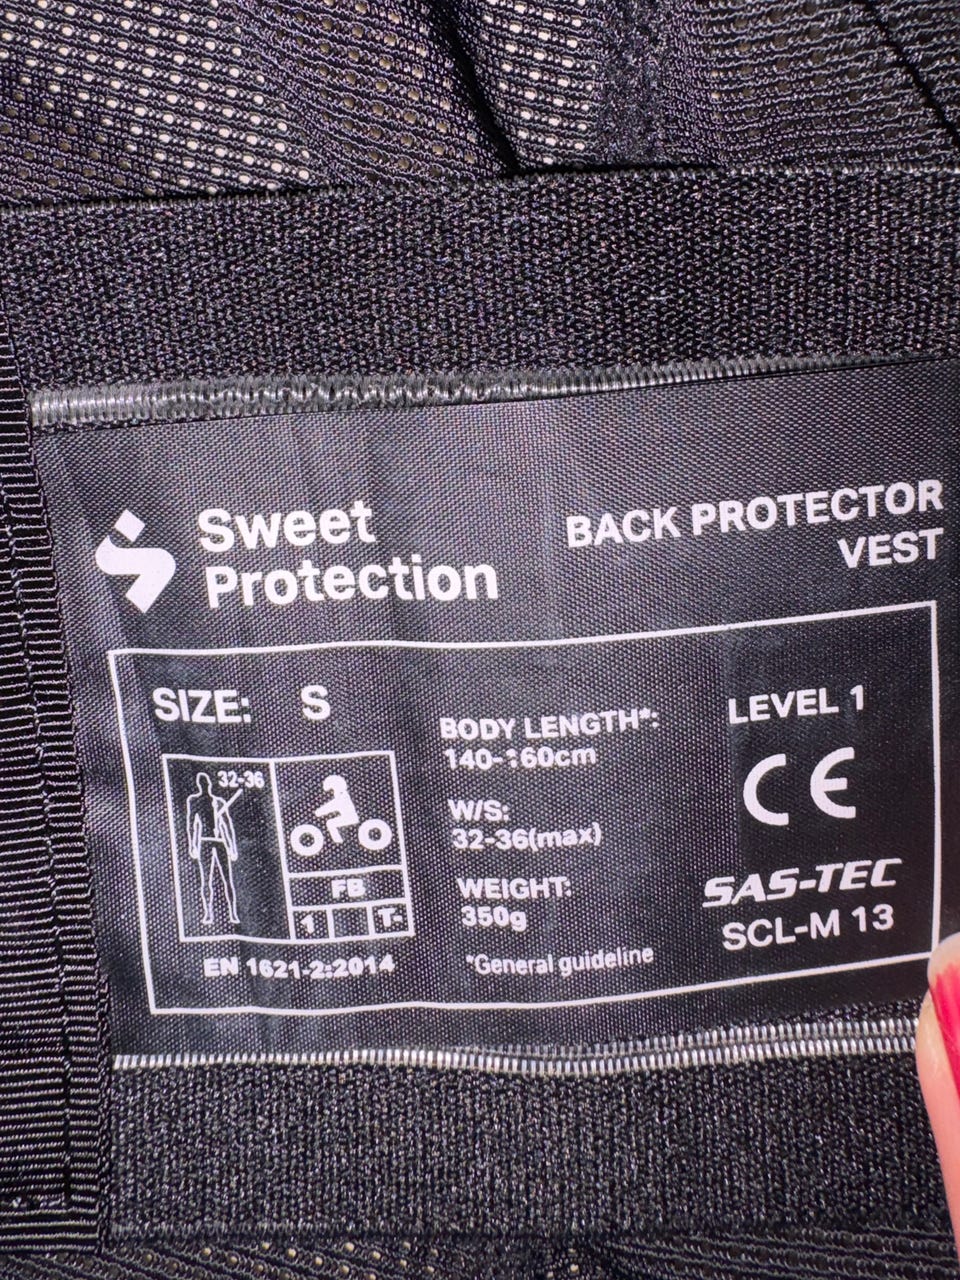 Sweet
Protection
BACK PROTECTOR
VEST
SIZE: S
32-36
FB
1
T-
EN 1621-2:2014
BODY LENGTH*:
140-160cm
W/S:
32-36(max)
WEIGHT:
350g
*General guideline
LEVEL 1
CE
SAS-TEC
SCL-M 13